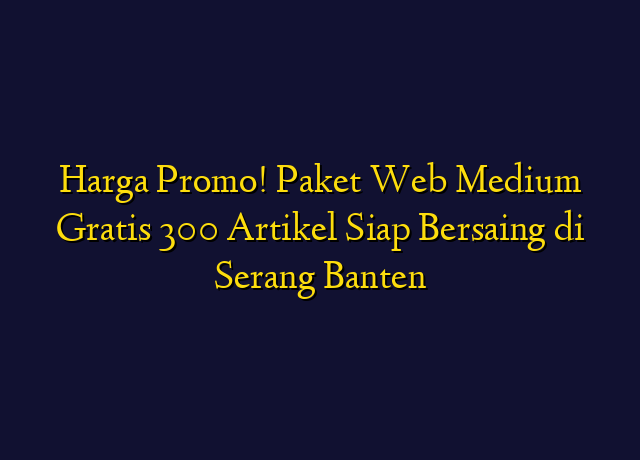 Harga Promo! Paket Web Medium
Gratis 300 Artikel Siap Bersaing di
Serang Banten